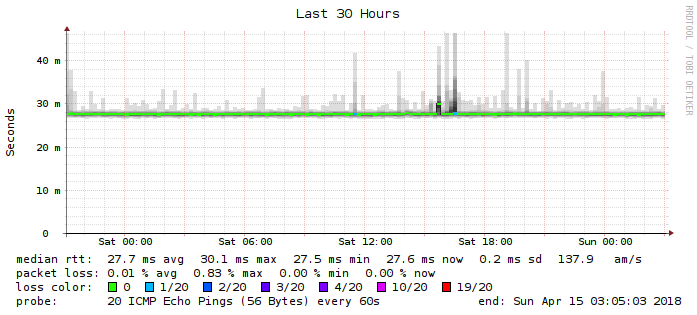 Last 30 Hours
RRDTOOL / TOBI OETIKER
Seconds
40 m
30 m
20 m
10 m
0
Sat 00:00 Sat 06:00 Sat 12:00 Sat 18:00 Sun 00:00
median rtt: 27.7 ms avg 30.1 ms max 27.5 ms min 27.6 ms now 0.2 ms sd 137.9 am/s
packet loss: 0.01 % avg 0.83 % max 0.00 % min 0.00 % now
loss color: 0 1/20 2/20 3/20 4/20 10/20 19/20
probe: 20 ICMP Echo Pings (56 Bytes) every 60s end: Sun Apr 15 03:05:03 2018